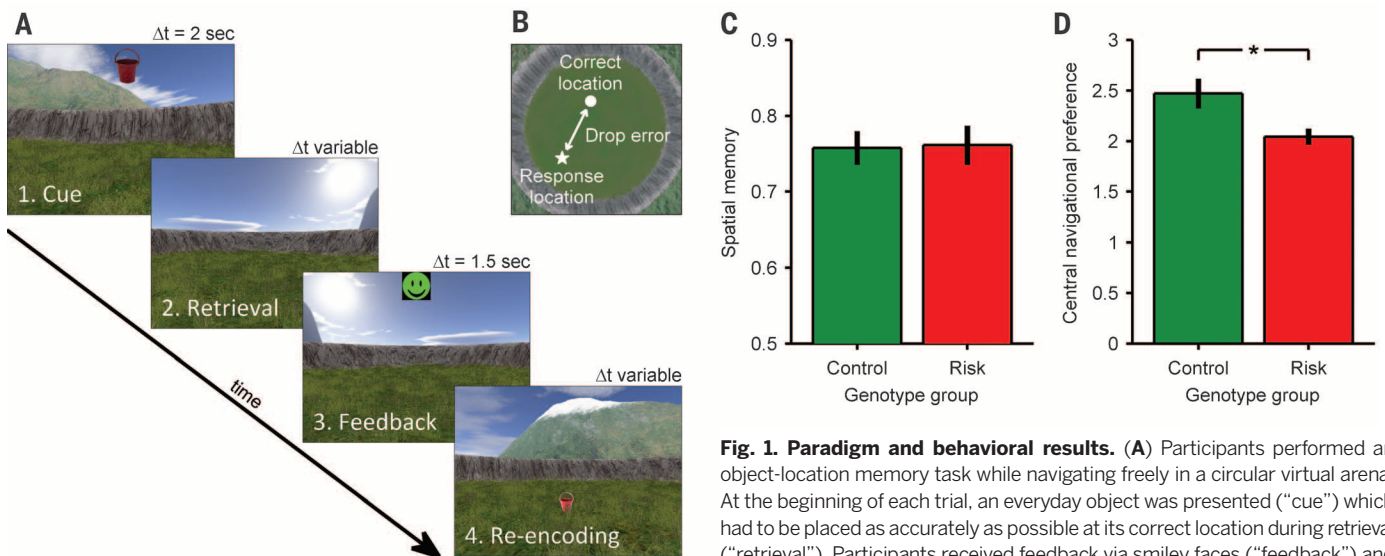 A
Δt = 2 sec
1. Cue
Δt variable
2. Retrieval
Δt = 1.5 sec
3. Feedback
Δt variable
4. Re-encoding
time
B
Correct
location
Drop error
Response
location
C
Spatial memory
0.9
0.8
0.7
0.6
0.5
Control Risk
Genotype group
D
Central navigational preference
3
2.5
2
1.5
1
0.5
0
*
Control Risk
Genotype group
Fig. 1. Paradigm and behavioral results. (A) Participants performed an
object-location memory task while navigating freely in a circular virtual arena.
At the beginning of each trial, an everyday object was presented (“cue”) which
had to be placed as accurately as possible at its correct location during retrieval
(“retrieval”). Participants received feedback via smiley faces (“feedback”) and